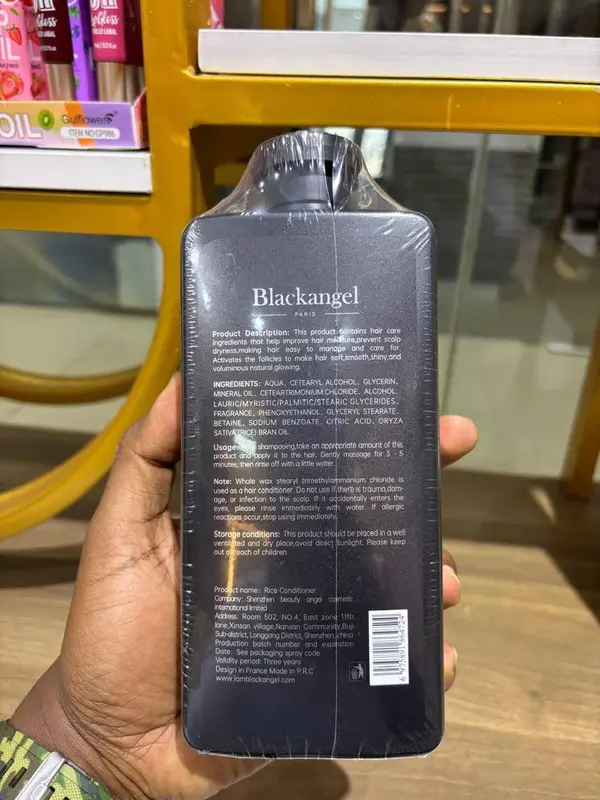 Gloss
OIL
Gulflower
ITEM NO:GP986
Blackangel
PARIS
Product Description: This product contains hair care
ingredients that help improve hair moisture,prevent scalp
dryness,making hair easy to manage and care for.
Activates the follicles to make hair soft,smooth,shiny,and
voluminous natural glowing.
INGREDIENTS: AQUA, CETEARYL ALCOHOL, GLYCERIN,
MINERAL OIL, CETEARTRIMONIUM CHLORIDE, ALCOHOL,
LAURIC/MYRISTIC/PALMITIC/STEARIC GLYCERIDES,
FRAGRANCE, PHENOXYETHANOL, GLYCERYL STEARATE,
BETAINE, SODIUM BENZOATE, CITRIC ACID, ORYZA
SATIVA(RICE) BRAN OIL.
Usage: After shampooing,take an appropriate amount of this
product and apply it to the hair. Gently massage for 3 - 5
minutes, then rinse off with a little water.
Note: Whale wax stearyl trimethylammonium chloride is
used as a hair conditioner. Do not use if there is trauma,dam-
age, or infection to the scalp. If it acidentally enters the
eyes, please rinse immediately with water. If allergic
reactions occur,stop using immediately.
Storage conditions: This product should be placed in a well
ventilated and dry place,avoid direct sunlight. Please keep
out of reach of children.
Product name: Rice Conditioner
Company: Shenzhen beauty angel cosmetic
international limited
Address: Room 502, NO.4, East zone 11th
lane,Xinsan village,Nansan Community,Buji
Sub-district, Longgang District, Shenzhen,china
Production batch number and expiration
Date: See packaging spray code
Validity period: Three years
Design in France Made in P.R.C
www.iamblackangel.com
6 975891 864724